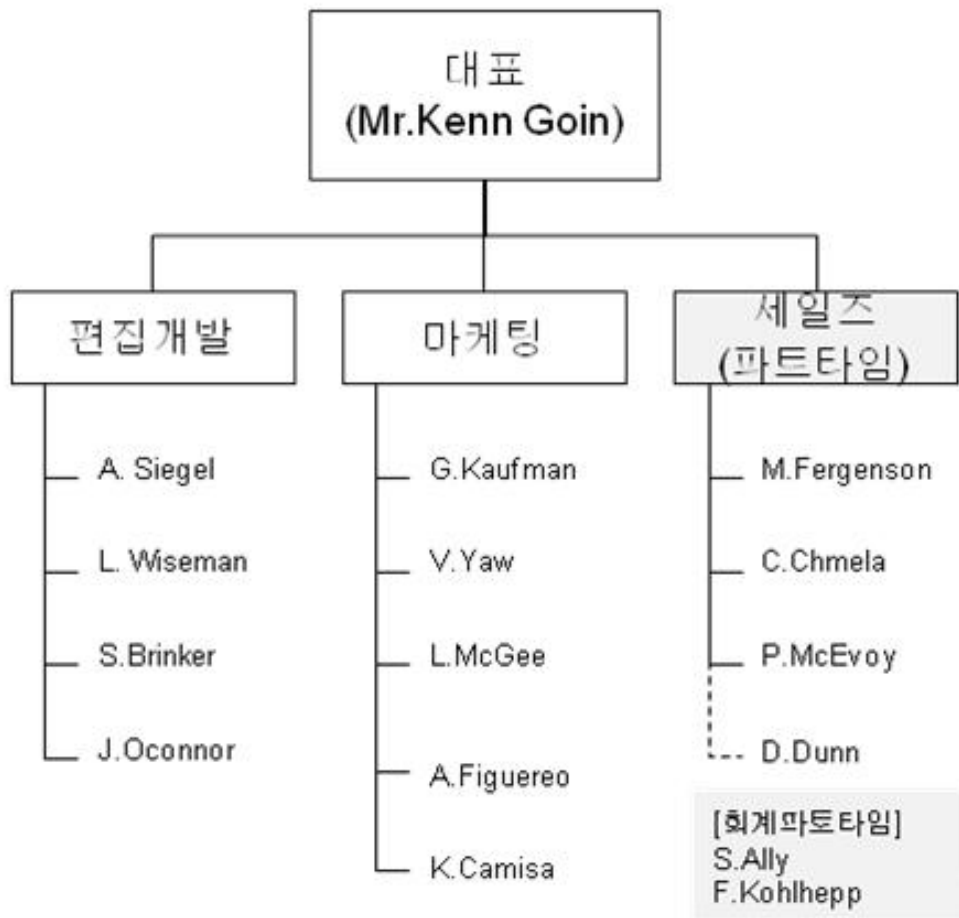 대표
(Mr.Kenn Goin)
편집개발
A. Siegel
L. Wiseman
S.Brinker
J.Oconnor
마케팅
G.Kaufman
V.Yaw
L.McGee
A.Figuereo
K.Camisa
세일즈
(파트타임)
M.Fergenson
C.Chmela
P.McEvoy
D.Dunn
[회계파토타임]
S.Ally
F.Kohlhepp